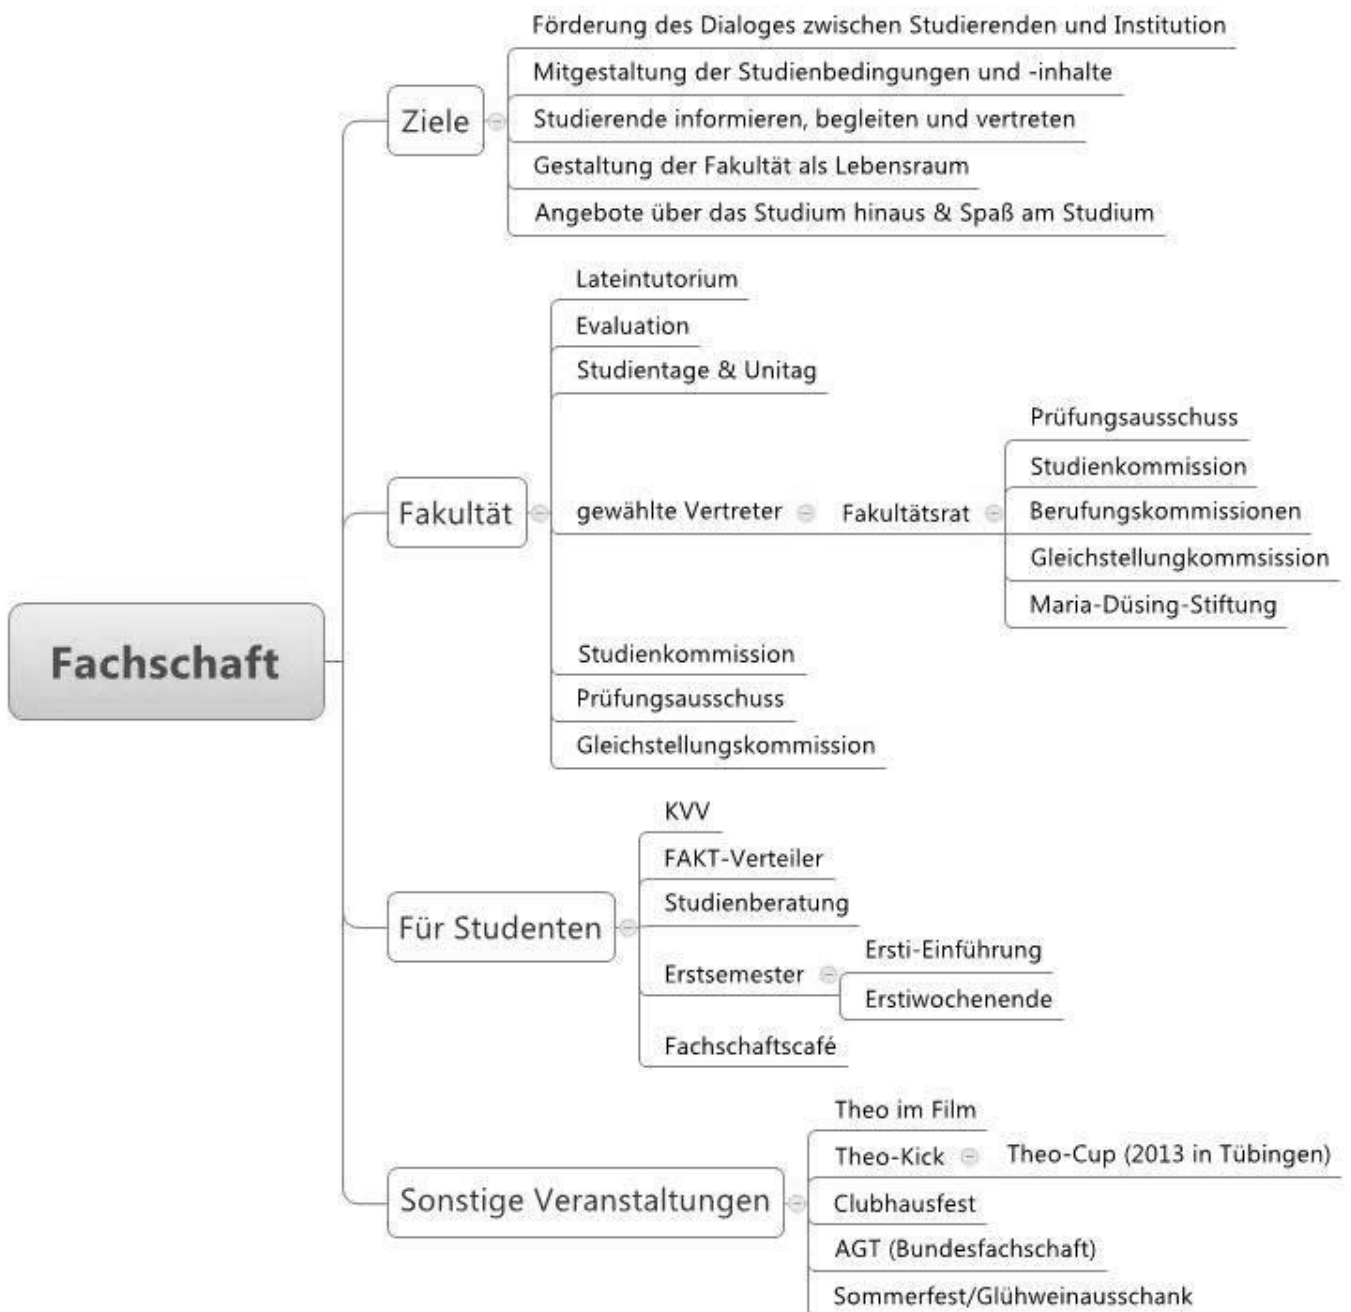 Fachschaft
Ziele
Förderung des Dialoges zwischen Studierenden und Institution
Mitgestaltung der Studienbedingungen und -inhalte
Studierende informieren, begleiten und vertreten
Gestaltung der Fakultät als Lebensraum
Angebote über das Studium hinaus & Spaß am Studium
Fakultät
Lateintutorium
Evaluation
Studientage & Unitag
gewählte Vertreter
Fakultätsrat
Prüfungsausschuss
Studienkommission
Berufungskommissionen
Gleichstellungkommsission
Maria-Düsing-Stiftung
Studienkommission
Prüfungsausschuss
Gleichstellungskommission
Für Studenten
KVV
FAKT-Verteiler
Studienberatung
Erstsemester
Ersti-Einführung
Erstiwochenende
Fachschaftscafé
Sonstige Veranstaltungen
Theo im Film
Theo-Kick
Theo-Cup (2013 in Tübingen)
Clubhausfest
AGT (Bundesfachschaft)
Sommerfest/Glühweinausschank